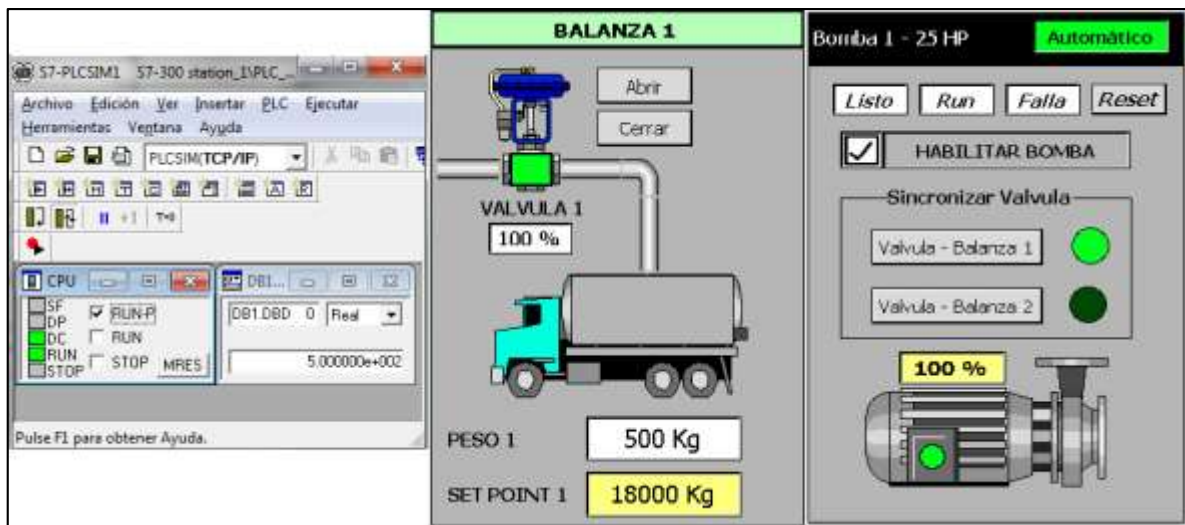 S7-PLCSIM1 S7-300 station_1\PLC_...
Archivo Edición Ver Insertar PLC Ejecutar
Herramientas Ventana Ayuda
PLCSIM(TCP/IP)
+1 T=0
CPU
SF
DP
DC
RUN
STOP
RUN-P
RUN
STOP MRES
DB1...
DB1.DBD 0 Real
5.000000e+002
Pulse F1 para obtener Ayuda.
BALANZA 1
Abrir
Cerrar
VALVULA 1
100 %
PESO 1 500 Kg
SET POINT 1 18000 Kg
Bomba 1 - 25 HP Automático
Listo Run Falla Reset
HABILITAR BOMBA
Sincronizar Valvula
Valvula - Balanza 1
Valvula - Balanza 2
100 %